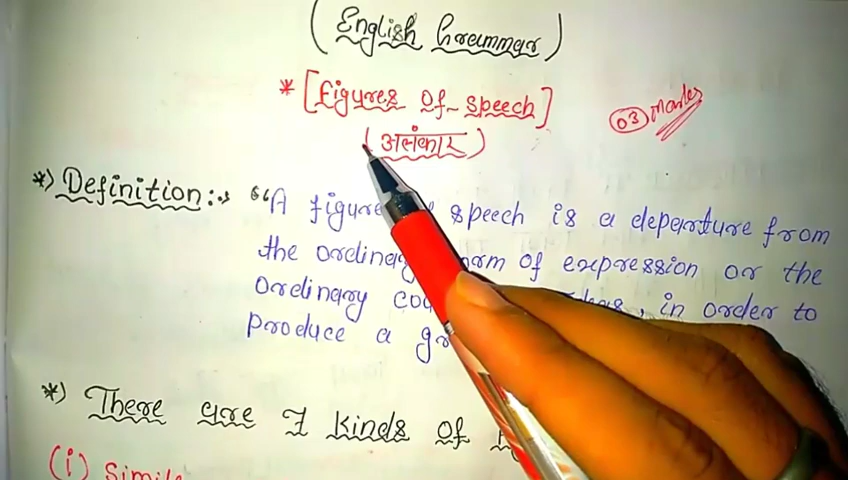 (English Grammar)
* [Figures of speech]
03 Marks
(अलंकार)
*) Definition:- "A figure speech is a departure from
the ordinary form of expression or the
ordinary , in order to
produce a
*) There are 7 kinds of
(i) Simile